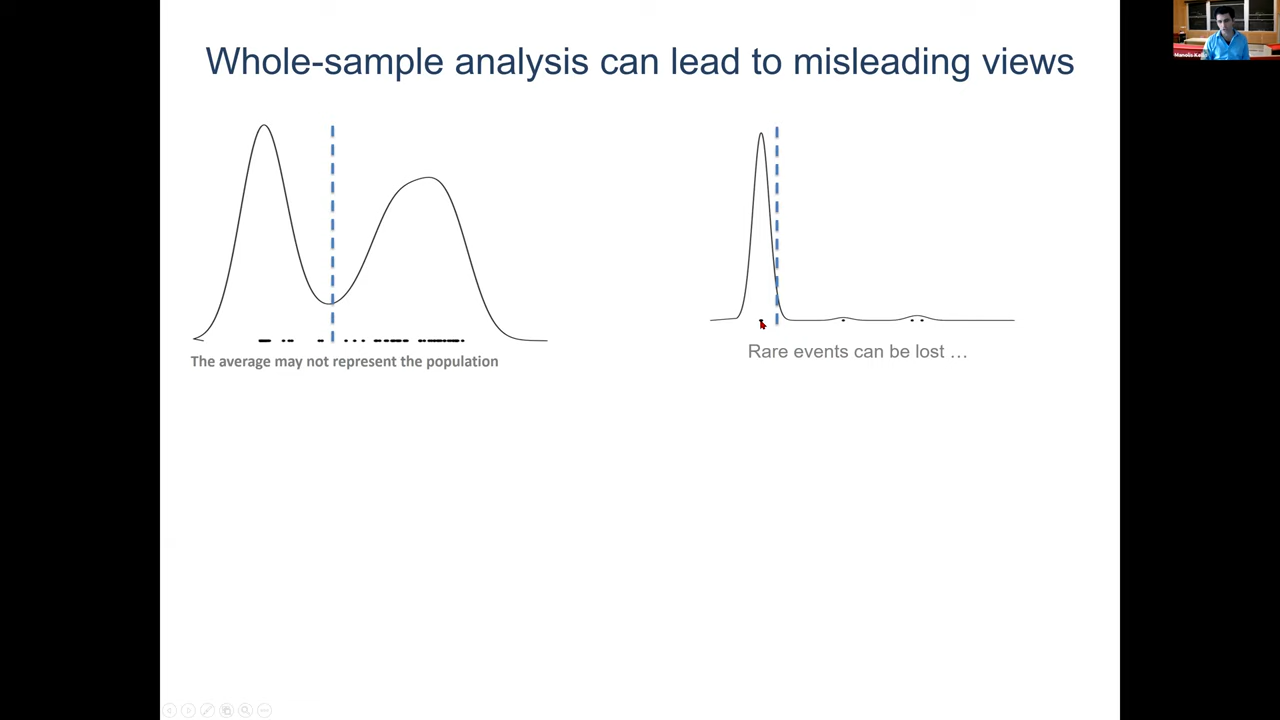 Whole-sample analysis can lead to misleading views
The average may not represent the population
Rare events can be lost …